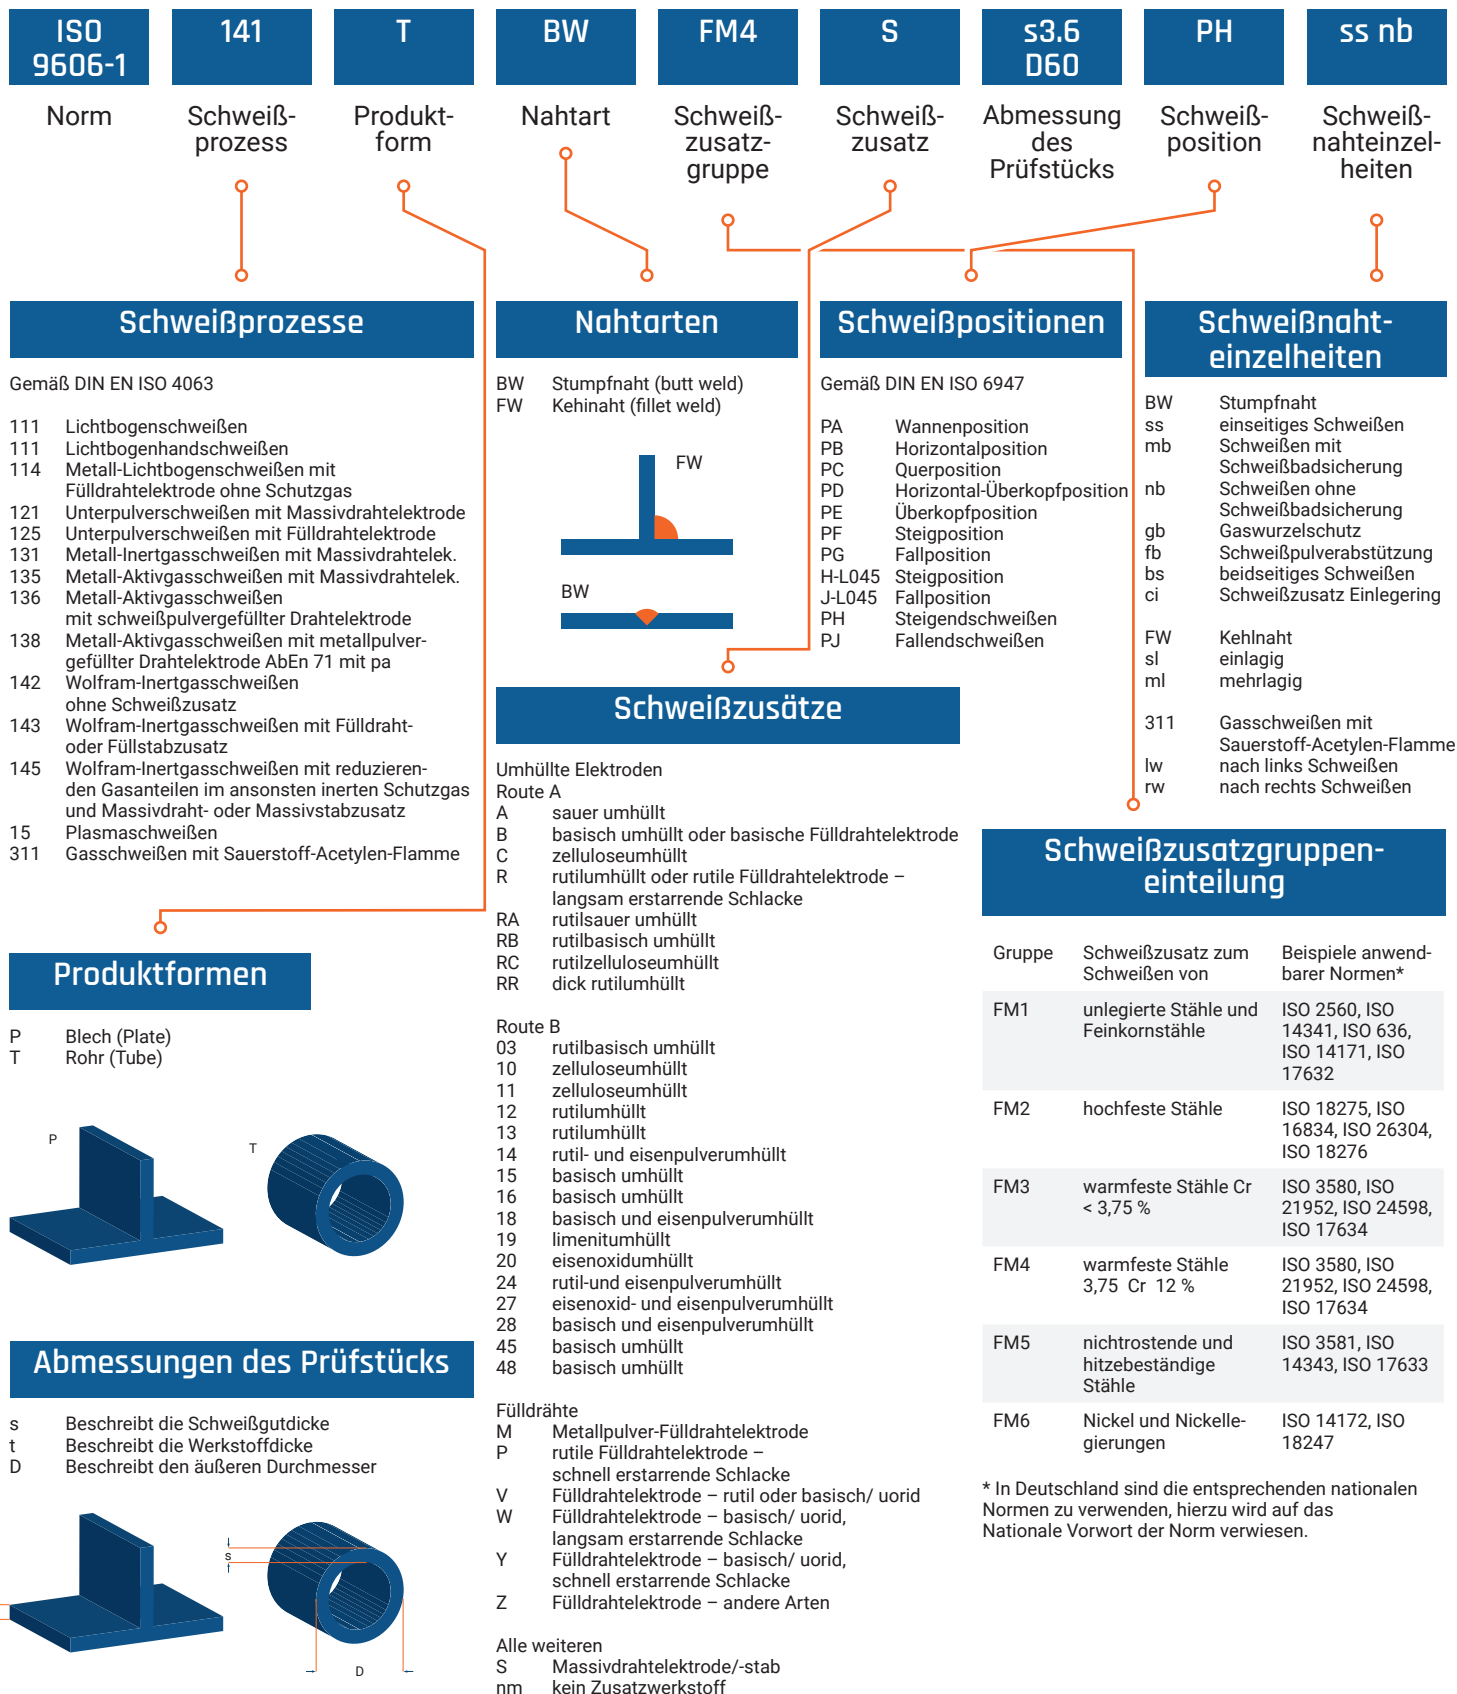 ISO
9606-1
141
T
BW
FM4
S
s3.6
D60
PH
ss nb
Norm
Schweiß-
prozess
Produkt-
form
Nahtart
Schweiß-
zusatz-
gruppe
Schweiß-
zusatz
Abmessung
des
Prüfstücks
Schweiß-
position
Schweiß-
nahteinzel-
heiten
Schweißprozesse
Gemäß DIN EN ISO 4063
111 Lichtbogenschweißen
111 Lichtbogenhandschweißen
114 Metall-Lichtbogenschweißen mit
Fülldrahtelektrode ohne Schutzgas
121 Unterpulverschweißen mit Massivdrahtelektrode
125 Unterpulverschweißen mit Fülldrahtelektrode
131 Metall-Inertgasschweißen mit Massivdrahtelek.
135 Metall-Aktivgasschweißen mit Massivdrahtelek.
136 Metall-Aktivgasschweißen
mit schweißpulvergefüllter Drahtelektrode
138 Metall-Aktivgasschweißen mit metallpulver-
gefüllter Drahtelektrode AbEn 71 mit pa
142 Wolfram-Inertgasschweißen
ohne Schweißzusatz
143 Wolfram-Inertgasschweißen mit Fülldraht-
oder Füllstabzusatz
145 Wolfram-Inertgasschweißen mit reduzieren-
den Gasanteilen im ansonsten inerten Schutzgas
und Massivdraht- oder Massivstabzusatz
15 Plasmaschweißen
311 Gasschweißen mit Sauerstoff-Acetylen-Flamme
Produktformen
P Blech (Plate)
T Rohr (Tube)
P
T
Abmessungen des Prüfstücks
s Beschreibt die Schweißgutdicke
t Beschreibt die Werkstoffdicke
D Beschreibt den äußeren Durchmesser
s
D
Nahtarten
BW Stumpfnaht (butt weld)
FW Kehinaht (fillet weld)
FW
BW
Schweißzusätze
Umhüllte Elektroden
Route A
A sauer umhüllt
B basisch umhüllt oder basische Fülldrahtelektrode
C zelluloseumhüllt
R rutilumhüllt oder rutile Fülldrahtelektrode –
langsam erstarrende Schlacke
RA rutilsauer umhüllt
RB rutilbasisch umhüllt
RC rutilzelluloseumhüllt
RR dick rutilumhüllt
Route B
03 rutilbasisch umhüllt
10 zelluloseumhüllt
11 zelluloseumhüllt
12 rutilumhüllt
13 rutilumhüllt
14 rutil- und eisenpulverumhüllt
15 basisch umhüllt
16 basisch umhüllt
18 basisch und eisenpulverumhüllt
19 limenitumhüllt
20 eisenoxidumhüllt
24 rutil-und eisenpulverumhüllt
27 eisenoxid- und eisenpulverumhüllt
28 basisch und eisenpulverumhüllt
45 basisch umhüllt
48 basisch umhüllt
Fülldrähte
M Metallpulver-Fülldrahtelektrode
P rutile Fülldrahtelektrode –
schnell erstarrende Schlacke
V Fülldrahtelektrode – rutil oder basisch/ uorid
W Fülldrahtelektrode – basisch/ uorid,
langsam erstarrende Schlacke
Y Fülldrahtelektrode – basisch/ uorid,
schnell erstarrende Schlacke
Z Fülldrahtelektrode – andere Arten
Alle weiteren
S Massivdrahtelektrode/-stab
nm kein Zusatzwerkstoff
Schweißpositionen
Gemäß DIN EN ISO 6947
PA Wannenposition
PB Horizontalposition
PC Querposition
PD Horizontal-Überkopfposition
PE Überkopfposition
PF Steigposition
PG Fallposition
H-L045 Steigposition
J-L045 Fallposition
PH Steigendschweißen
PJ Fallendschweißen
Schweißnaht-
einzelheiten
BW Stumpfnaht
ss einseitiges Schweißen
mb Schweißen mit
Schweißbadsicherung
nb Schweißen ohne
Schweißbadsicherung
gb Gaswurzelschutz
fb Schweißpulverabstützung
bs beidseitiges Schweißen
ci Schweißzusatz Einlegering
FW Kehlnaht
sl einlagig
ml mehrlagig
311 Gasschweißen mit
Sauerstoff-Acetylen-Flamme
lw nach links Schweißen
rw nach rechts Schweißen
Schweißzusatzgruppen-
einteilung
Gruppe Schweißzusatz zum Beispiele anwend-
Schweißen von barer Normen*
FM1 unlegierte Stähle und ISO 2560, ISO
Feinkornstähle 14341, ISO 636,
ISO 14171, ISO
17632
FM2 hochfeste Stähle ISO 18275, ISO
16834, ISO 26304,
ISO 18276
FM3 warmfeste Stähle Cr ISO 3580, ISO
< 3,75 % 21952, ISO 24598,
ISO 17634
FM4 warmfeste Stähle ISO 3580, ISO
3,75 Cr 12 % 21952, ISO 24598,
ISO 17634
FM5 nichtrostende und ISO 3581, ISO
hitzebeständige 14343, ISO 17633
Stähle
FM6 Nickel und Nickelle- ISO 14172, ISO
gierungen 18247
* In Deutschland sind die entsprechenden nationalen
Normen zu verwenden, hierzu wird auf das
Nationale Vorwort der Norm verwiesen.